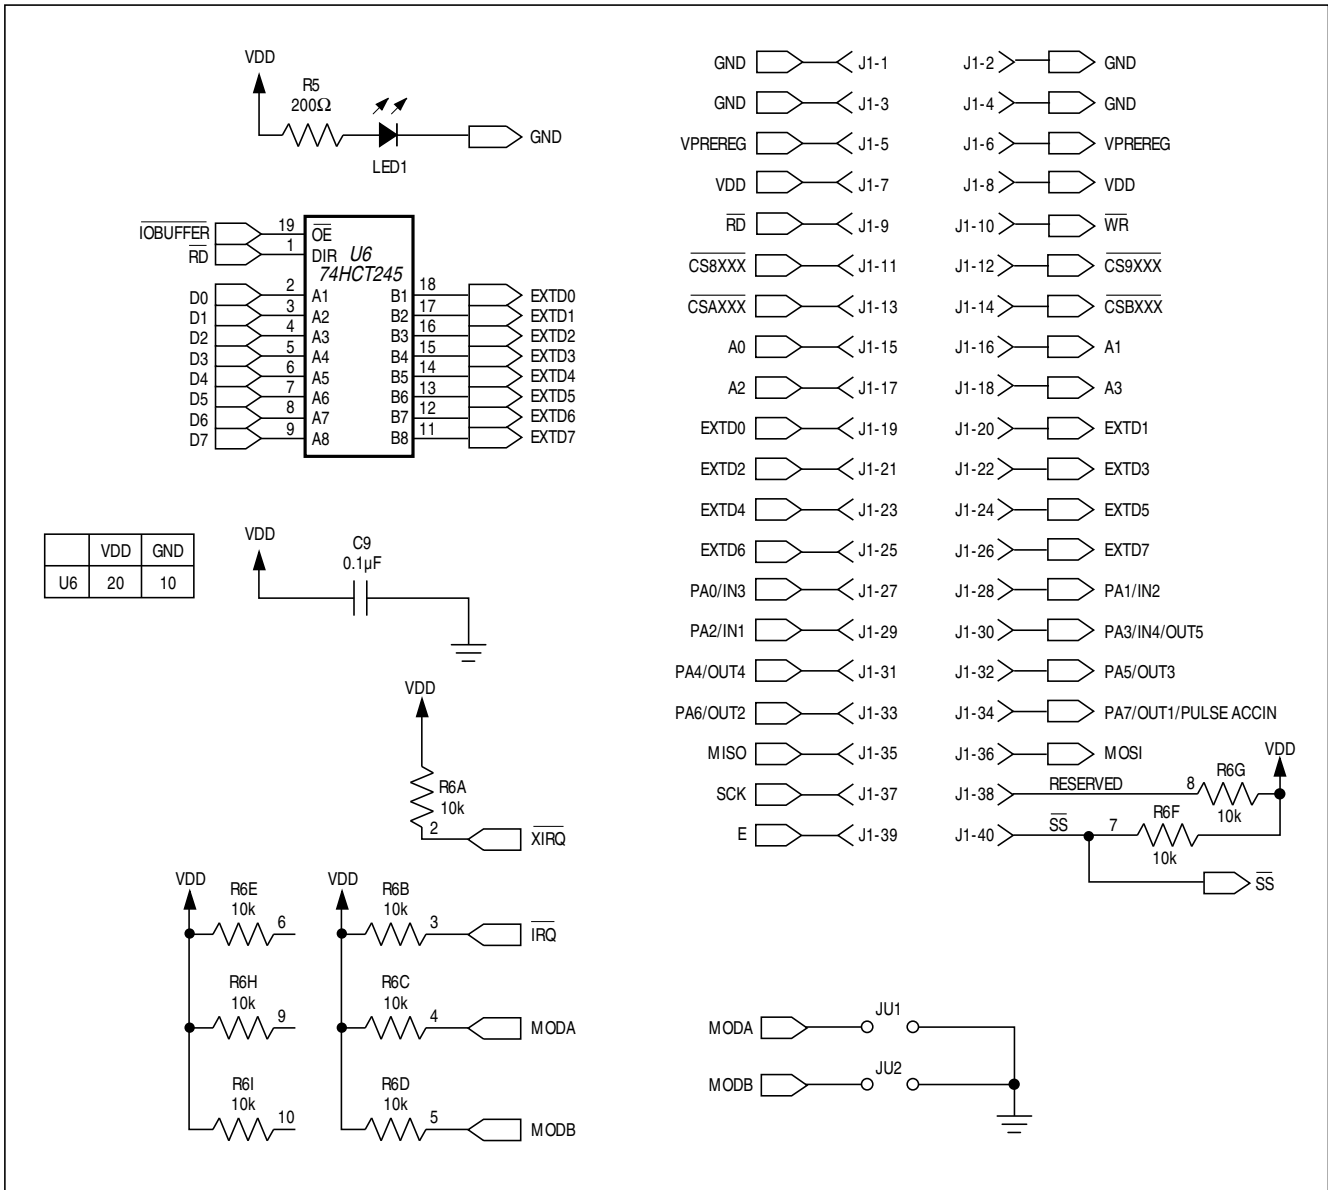 VDD
R5
200Ω
LED1
GND
IOBUFFER 19 OE
RD 1 DIR U6
74HCT245
D0 2 A1 B1 18 EXTD0
D1 3 A2 B2 17 EXTD1
D2 4 A3 B3 16 EXTD2
D3 5 A4 B4 15 EXTD3
D4 6 A5 B5 14 EXTD4
D5 7 A6 B6 13 EXTD5
D6 8 A7 B7 12 EXTD6
D7 9 A8 B8 11 EXTD7
VDD GND
U6 20 10
VDD
C9
0.1µF
VDD
R6A
10k
2
XIRQ
VDD
R6E
10k
6
R6H
10k
9
R6I
10k
10
VDD
R6B
10k
3
IRQ
R6C
10k
4
MODA
R6D
10k
5
MODB
GND J1-1 J1-2 GND
GND J1-3 J1-4 GND
VPREREG J1-5 J1-6 VPREREG
VDD J1-7 J1-8 VDD
RD J1-9 J1-10 WR
CS8XXX J1-11 J1-12 CS9XXX
CSAXXX J1-13 J1-14 CSBXXX
A0 J1-15 J1-16 A1
A2 J1-17 J1-18 A3
EXTD0 J1-19 J1-20 EXTD1
EXTD2 J1-21 J1-22 EXTD3
EXTD4 J1-23 J1-24 EXTD5
EXTD6 J1-25 J1-26 EXTD7
PA0/IN3 J1-27 J1-28 PA1/IN2
PA2/IN1 J1-29 J1-30 PA3/IN4/OUT5
PA4/OUT4 J1-31 J1-32 PA5/OUT3
PA6/OUT2 J1-33 J1-34 PA7/OUT1/PULSE ACCIN
MISO J1-35 J1-36 MOSI
VDD
SCK J1-37 J1-38 RESERVED 8 R6G
10k
E J1-39 J1-40 SS 7 R6F
10k
SS
MODA JU1
MODB JU2